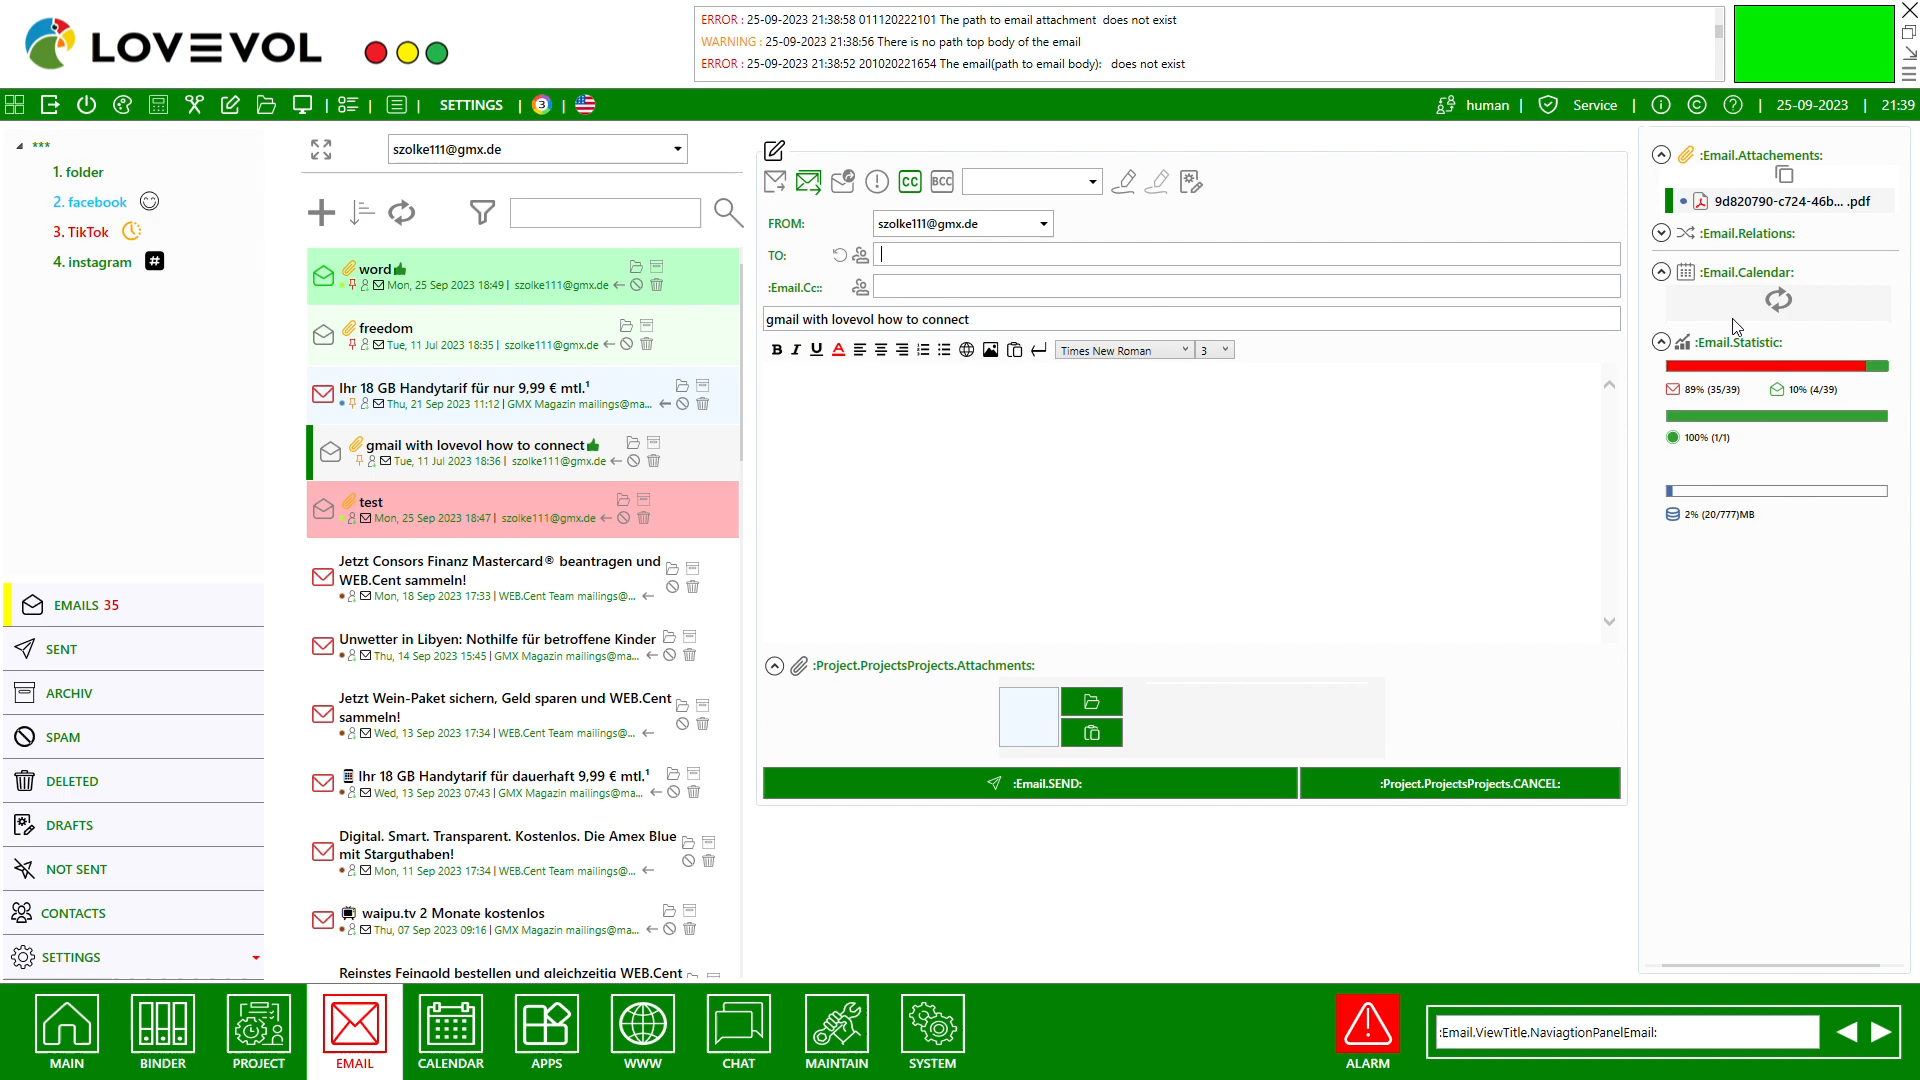 LOVEVOL
ERROR : 25-09-2023 21:38:58 011120222101 The path to email attachment  does not exist
WARNING : 25-09-2023 21:38:56 There is no path top body of the email
ERROR : 25-09-2023 21:38:52 201020221654 The email(path to email body):   does not exist
SETTINGS
3
human
Service
25-09-2023
21:39
***
1. folder
2. facebook
3. TikTok
4. instagram
EMAILS 35
SENT
ARCHIV
SPAM
DELETED
DRAFTS
NOT SENT
CONTACTS
SETTINGS
szolke111@gmx.de
word
Mon, 25 Sep 2023 18:49 | szolke111@gmx.de
freedom
Tue, 11 Jul 2023 18:35 | szolke111@gmx.de
Ihr 18 GB Handytarif für nur 9,99 € mtl.¹
Thu, 21 Sep 2023 11:12 | GMX Magazin mailings@ma...
gmail with lovevol how to connect
Tue, 11 Jul 2023 18:36 | szolke111@gmx.de
test
Mon, 25 Sep 2023 18:47 | szolke111@gmx.de
Jetzt Consors Finanz Mastercard® beantragen und
WEB.Cent sammeln!
Mon, 18 Sep 2023 17:33 | WEB.Cent Team mailings@...
Unwetter in Libyen: Nothilfe für betroffene Kinder
Thu, 14 Sep 2023 15:45 | GMX Magazin mailings@ma...
Jetzt Wein-Paket sichern, Geld sparen und WEB.Cent
sammeln!
Wed, 13 Sep 2023 17:34 | WEB.Cent Team mailings@...
Ihr 18 GB Handytarif für dauerhaft 9,99 € mtl.¹
Wed, 13 Sep 2023 07:43 | GMX Magazin mailings@ma...
Digital. Smart. Transparent. Kostenlos. Die Amex Blue
mit Starguthaben!
Mon, 11 Sep 2023 17:34 | WEB.Cent Team mailings@...
waipu.tv 2 Monate kostenlos
Thu, 07 Sep 2023 09:16 | GMX Magazin mailings@ma...
Reinstes Feingold bestellen und gleichzeitig WEB.Cent
CC
BCC
FROM:
szolke111@gmx.de
TO:
:Email.Cc::
gmail with lovevol how to connect
B I U A
Times New Roman
3
:Project.ProjectsProjects.Attachments:
:Email.SEND:
:Project.ProjectsProjects.CANCEL:
:Email.Attachements:
9d820790-c724-46b... .pdf
:Email.Relations:
:Email.Calendar:
:Email.Statistic:
89% (35/39)
10% (4/39)
100% (1/1)
2% (20/777)MB
MAIN
BINDER
PROJECT
EMAIL
CALENDAR
APPS
WWW
CHAT
MAINTAIN
SYSTEM
ALARM
:Email.ViewTitle.NaviagtionPanelEmail: